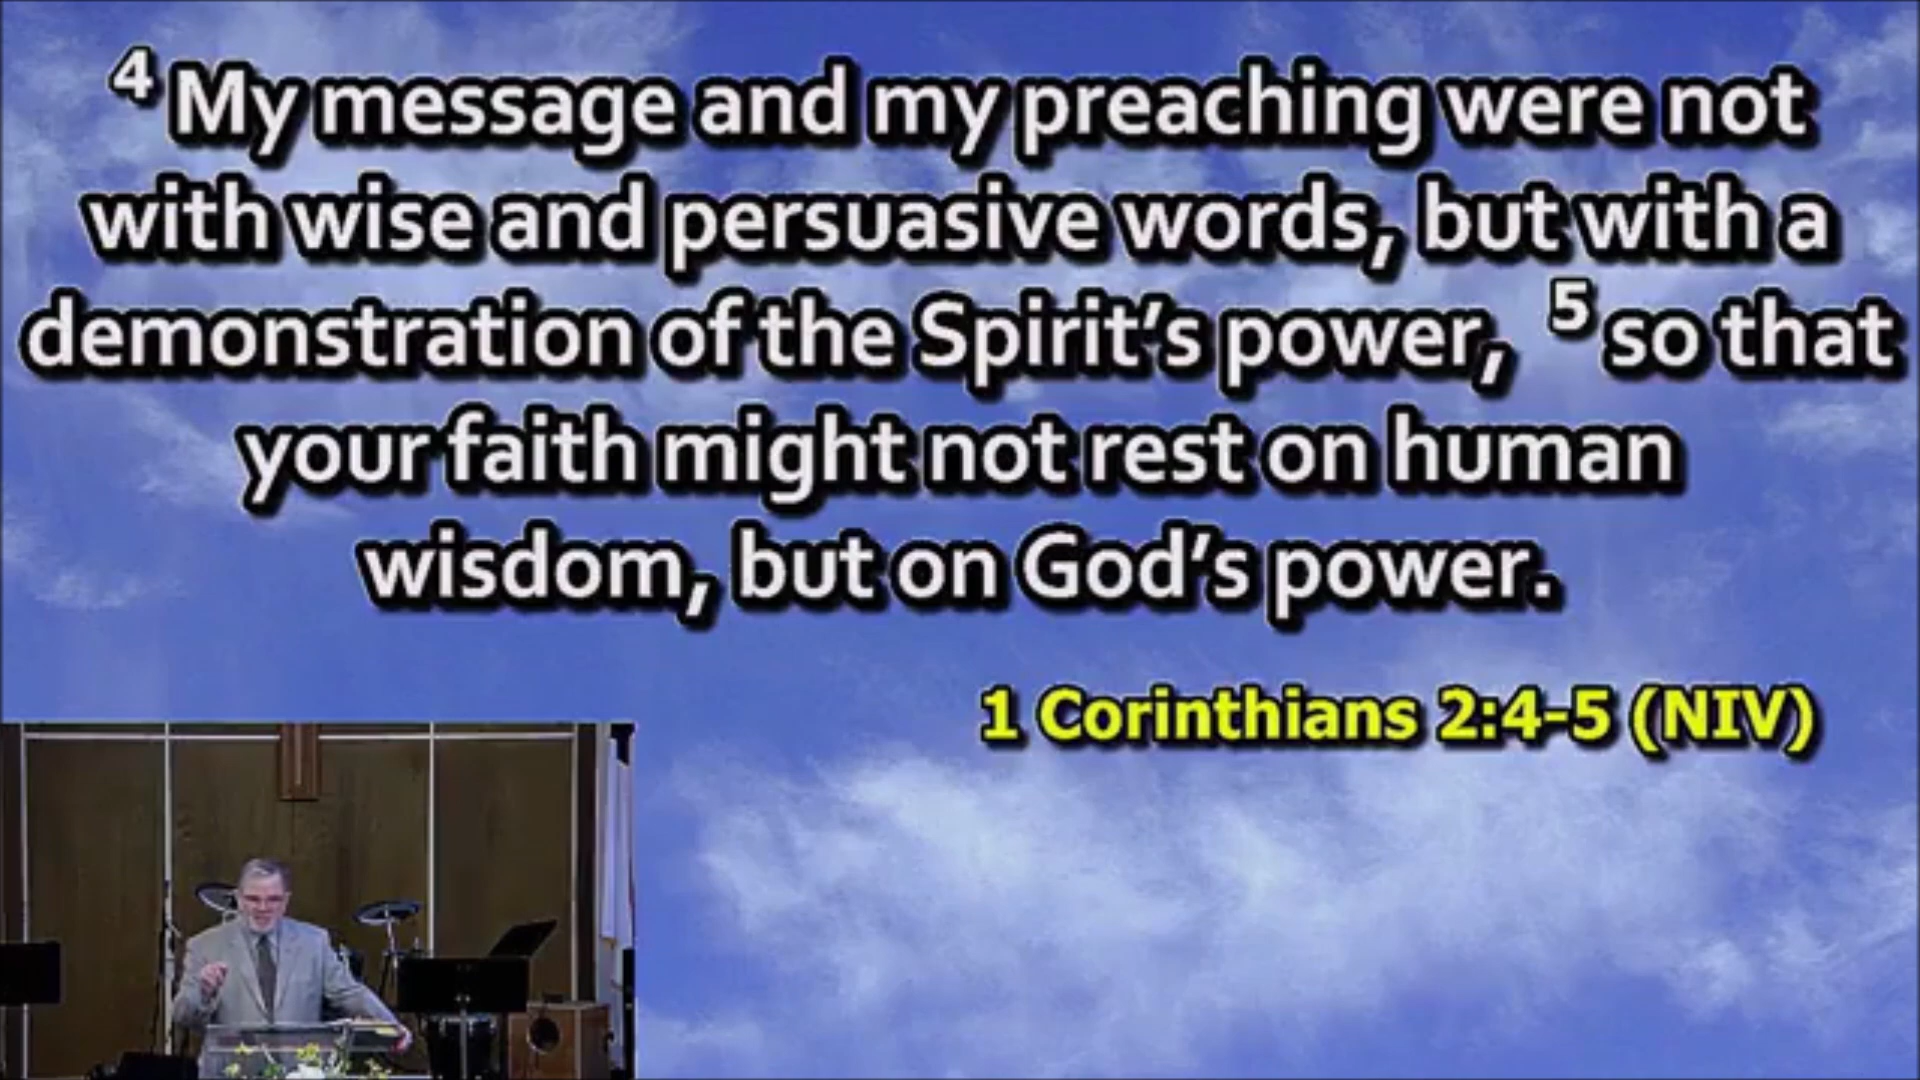 4 My message and my preaching were not
with wise and persuasive words, but with a
demonstration of the Spirit's power, 5 so that
your faith might not rest on human
wisdom, but on God's power.
1 Corinthians 2:4-5 (NIV)